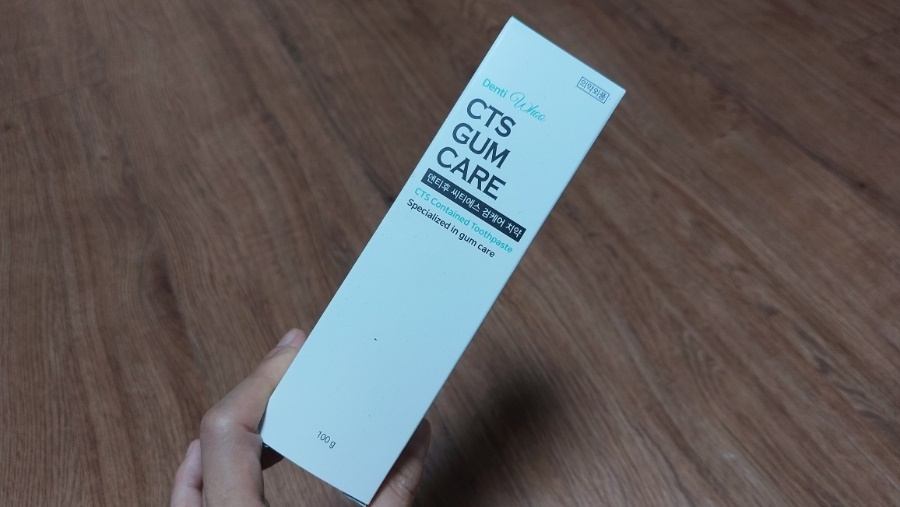 의약외품
Denti Whoo
CTS
GUM
CARE
덴티후 씨티에스 검케어 치약
CTS Contained Toothpaste
Specialized in gum care
100 g